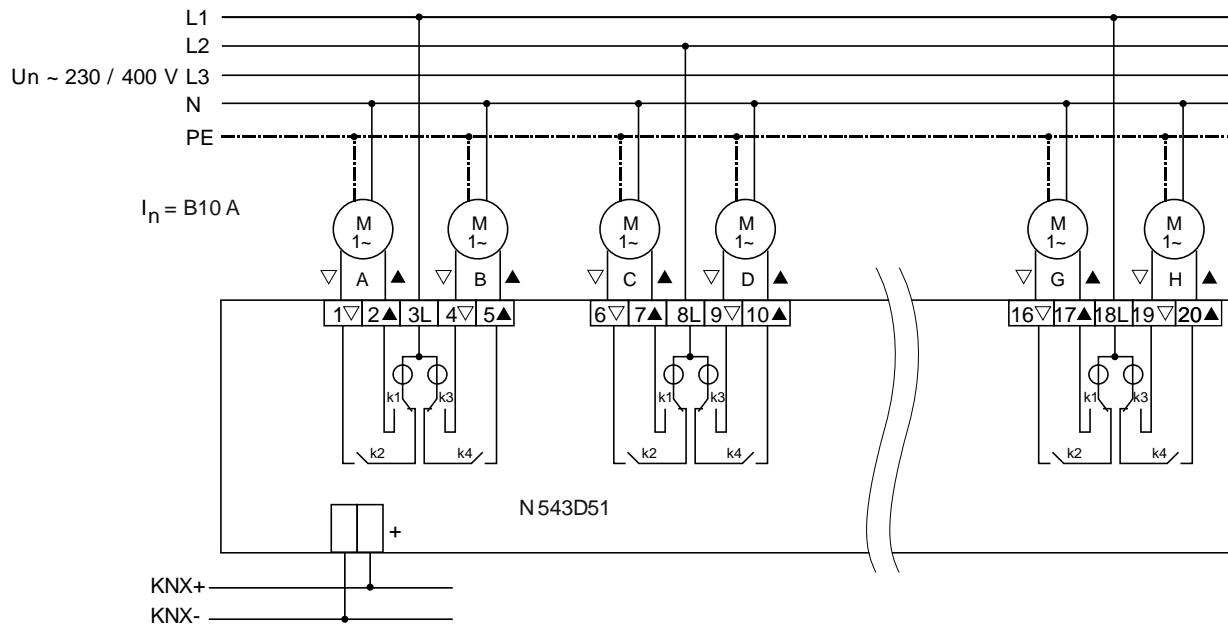 L1
L2
Un ~ 230 / 400 V L3
N
PE
In = B10 A
M 1~ M 1~ M 1~ M 1~ M 1~ M 1~
▽ A ▲ ▽ B ▲ ▽ C ▲ ▽ D ▲ ▽ G ▲ ▽ H ▲
1▽ 2▲ 3L 4▽ 5▲ 6▽ 7▲ 8L 9▽ 10▲ 16▽ 17▲ 18L 19▽ 20▲
k1 k3 k1 k3 k1 k3
k2 k4 k2 k4 k2 k4
N 543D51
+
KNX+
KNX-